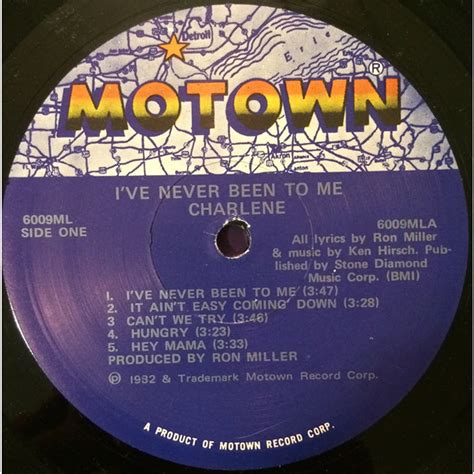 Detroit
Erie
MOTOWN®
I'VE NEVER BEEN TO ME
CHARLENE
6009ML
SIDE ONE
6009MLA
All lyrics by Ron Miller
& music by Ken Hirsch. Pub-
lished by Stone Diamond
Music Corp. (BMI)
1. I'VE NEVER BEEN TO ME (3:47)
2. IT AIN'T EASY COMING DOWN (3:28)
3 CAN'T WE TRY (3:46)
4. HUNGRY (3:23)
5. HEY MAMA (3:33)
PRODUCED BY RON MILLER
℗ 1982 & Trademark Motown Record Corp.
A PRODUCT OF MOTOWN RECORD CORP.